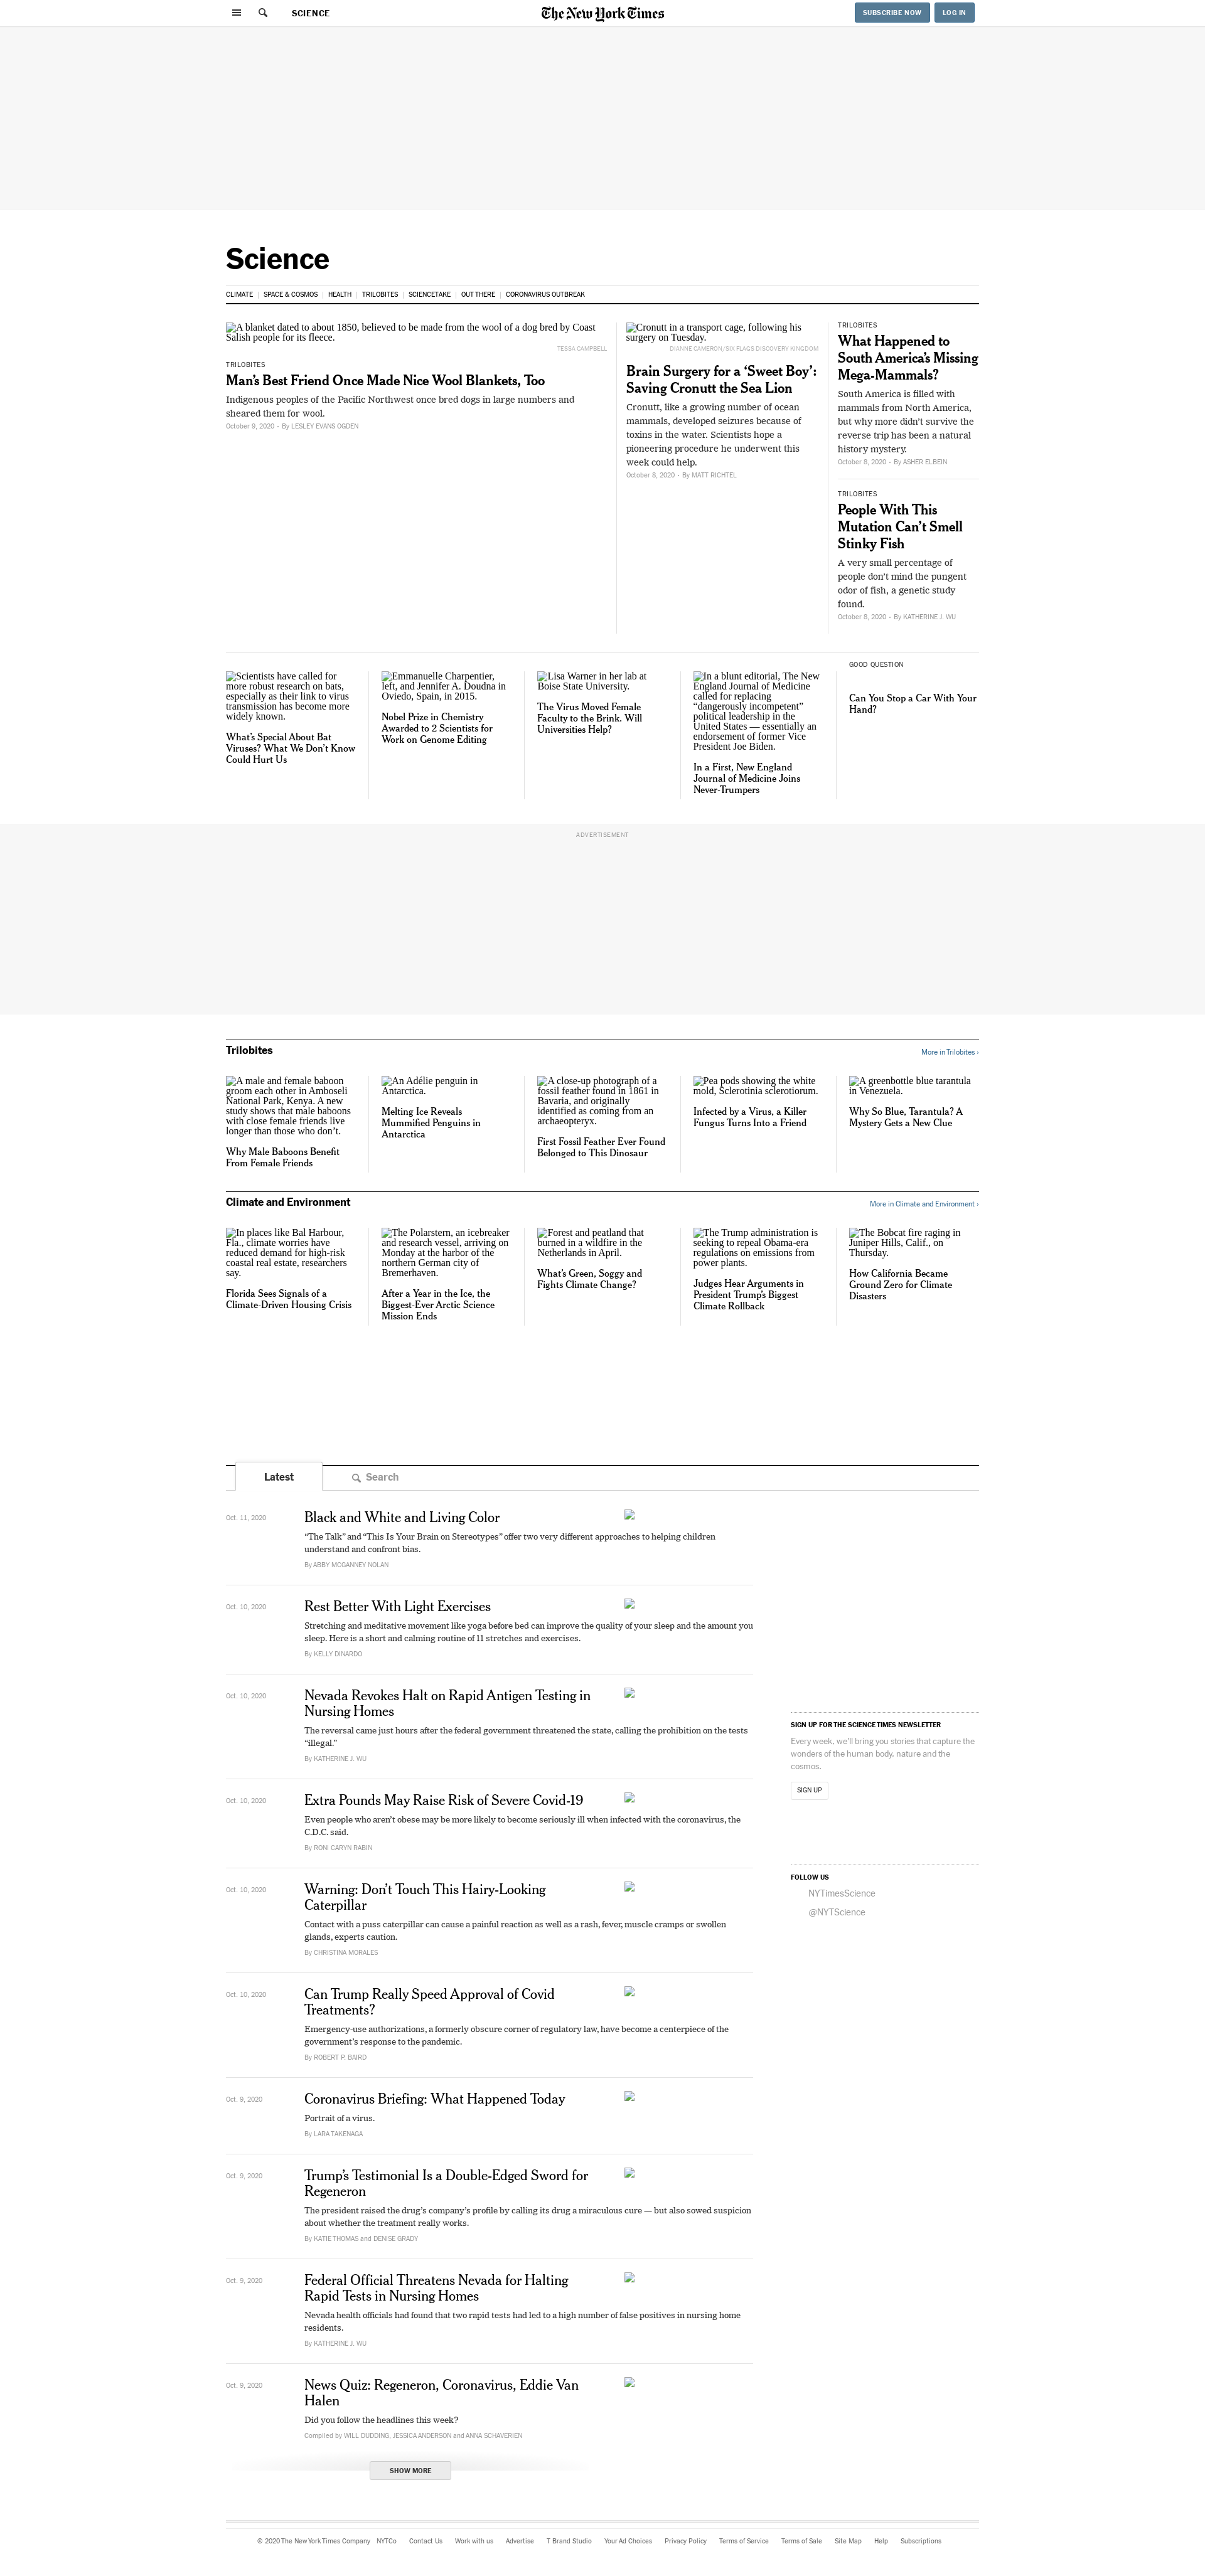 SCIENCE
The New York Times
SUBSCRIBE NOW
LOG IN
Science
CLIMATE | SPACE & COSMOS | HEALTH | TRILOBITES | SCIENCETAKE | OUT THERE | CORONAVIRUS OUTBREAK
A blanket dated to about 1850, believed to be made from the wool of a dog bred by Coast
Salish people for its fleece.
TESSA CAMPBELL
TRILOBITES
Man's Best Friend Once Made Nice Wool Blankets, Too
Indigenous peoples of the Pacific Northwest once bred dogs in large numbers and
sheared them for wool.
October 9, 2020 - By LESLEY EVANS OGDEN
Cronutt in a transport cage, following his
surgery on Tuesday.
DIANNE CAMERON/SIX FLAGS DISCOVERY KINGDOM
Brain Surgery for a ‘Sweet Boy’:
Saving Cronutt the Sea Lion
Cronutt, like a growing number of ocean
mammals, developed seizures because of
toxins in the water. Scientists hope a
pioneering procedure he underwent this
week could help.
October 8, 2020 - By MATT RICHTEL
TRILOBITES
What Happened to
South America's Missing
Mega-Mammals?
South America is filled with
mammals from North America,
but why more didn't survive the
reverse trip has been a natural
history mystery.
October 8, 2020 - By ASHER ELBEIN
TRILOBITES
People With This
Mutation Can't Smell
Stinky Fish
A very small percentage of
people don't mind the pungent
odor of fish, a genetic study
found.
October 8, 2020 - By KATHERINE J. WU
Scientists have called for
more robust research on bats,
especially as their link to virus
transmission has become more
widely known.
What's Special About Bat
Viruses? What We Don't Know
Could Hurt Us
Emmanuelle Charpentier,
left, and Jennifer A. Doudna in
Oviedo, Spain, in 2015.
Nobel Prize in Chemistry
Awarded to 2 Scientists for
Work on Genome Editing
Lisa Warner in her lab at
Boise State University.
The Virus Moved Female
Faculty to the Brink. Will
Universities Help?
In a blunt editorial, The New
England Journal of Medicine
called for replacing
“dangerously incompetent”
political leadership in the
United States — essentially an
endorsement of former Vice
President Joe Biden.
In a First, New England
Journal of Medicine Joins
Never-Trumpers
GOOD QUESTION
Can You Stop a Car With Your
Hand?
ADVERTISEMENT
Trilobites
More in Trilobites ›
A male and female baboon
groom each other in Amboseli
National Park, Kenya. A new
study shows that male baboons
with close female friends live
longer than those who don't.
Why Male Baboons Benefit
From Female Friends
An Adélie penguin in
Antarctica.
Melting Ice Reveals
Mummified Penguins in
Antarctica
A close-up photograph of a
fossil feather found in 1861 in
Bavaria, and originally
identified as coming from an
archaeopteryx.
First Fossil Feather Ever Found
Belonged to This Dinosaur
Pea pods showing the white
mold, Sclerotinia sclerotiorum.
Infected by a Virus, a Killer
Fungus Turns Into a Friend
A greenbottle blue tarantula
in Venezuela.
Why So Blue, Tarantula? A
Mystery Gets a New Clue
Climate and Environment
More in Climate and Environment ›
In places like Bal Harbour,
Fla., climate worries have
reduced demand for high-risk
coastal real estate, researchers
say.
Florida Sees Signals of a
Climate-Driven Housing Crisis
The Polarstern, an icebreaker
and research vessel, arriving on
Monday at the harbor of the
northern German city of
Bremerhaven.
After a Year in the Ice, the
Biggest-Ever Arctic Science
Mission Ends
Forest and peatland that
burned in a wildfire in the
Netherlands in April.
What's Green, Soggy and
Fights Climate Change?
The Trump administration is
seeking to repeal Obama-era
regulations on emissions from
power plants.
Judges Hear Arguments in
President Trump's Biggest
Climate Rollback
The Bobcat fire raging in
Juniper Hills, Calif., on
Thursday.
How California Became
Ground Zero for Climate
Disasters
Latest
Search
Oct. 11, 2020
Black and White and Living Color
“The Talk” and “This Is Your Brain on Stereotypes” offer two very different approaches to helping children
understand and confront bias.
By ABBY MCGANNEY NOLAN
Oct. 10, 2020
Rest Better With Light Exercises
Stretching and meditative movement like yoga before bed can improve the quality of your sleep and the amount you
sleep. Here is a short and calming routine of 11 stretches and exercises.
By KELLY DINARDO
Oct. 10, 2020
Nevada Revokes Halt on Rapid Antigen Testing in
Nursing Homes
The reversal came just hours after the federal government threatened the state, calling the prohibition on the tests
“illegal.”
By KATHERINE J. WU
Oct. 10, 2020
Extra Pounds May Raise Risk of Severe Covid-19
Even people who aren't obese may be more likely to become seriously ill when infected with the coronavirus, the
C.D.C. said.
By RONI CARYN RABIN
Oct. 10, 2020
Warning: Don't Touch This Hairy-Looking
Caterpillar
Contact with a puss caterpillar can cause a painful reaction as well as a rash, fever, muscle cramps or swollen
glands, experts caution.
By CHRISTINA MORALES
Oct. 10, 2020
Can Trump Really Speed Approval of Covid
Treatments?
Emergency-use authorizations, a formerly obscure corner of regulatory law, have become a centerpiece of the
government's response to the pandemic.
By ROBERT P. BAIRD
Oct. 9, 2020
Coronavirus Briefing: What Happened Today
Portrait of a virus.
By LARA TAKENAGA
Oct. 9, 2020
Trump's Testimonial Is a Double-Edged Sword for
Regeneron
The president raised the drug's company's profile by calling its drug a miraculous cure — but also sowed suspicion
about whether the treatment really works.
By KATIE THOMAS and DENISE GRADY
Oct. 9, 2020
Federal Official Threatens Nevada for Halting
Rapid Tests in Nursing Homes
Nevada health officials had found that two rapid tests had led to a high number of false positives in nursing home
residents.
By KATHERINE J. WU
Oct. 9, 2020
News Quiz: Regeneron, Coronavirus, Eddie Van
Halen
Did you follow the headlines this week?
Compiled by WILL DUDDING, JESSICA ANDERSON and ANNA SCHAVERIEN
SHOW MORE
SIGN UP FOR THE SCIENCE TIMES NEWSLETTER
Every week, we'll bring you stories that capture the
wonders of the human body, nature and the
cosmos.
SIGN UP
FOLLOW US
NYTimesScience
@NYTScience
© 2020 The New York Times Company NYTCo Contact Us Work with us Advertise T Brand Studio Your Ad Choices Privacy Policy Terms of Service Terms of Sale Site Map Help Subscriptions